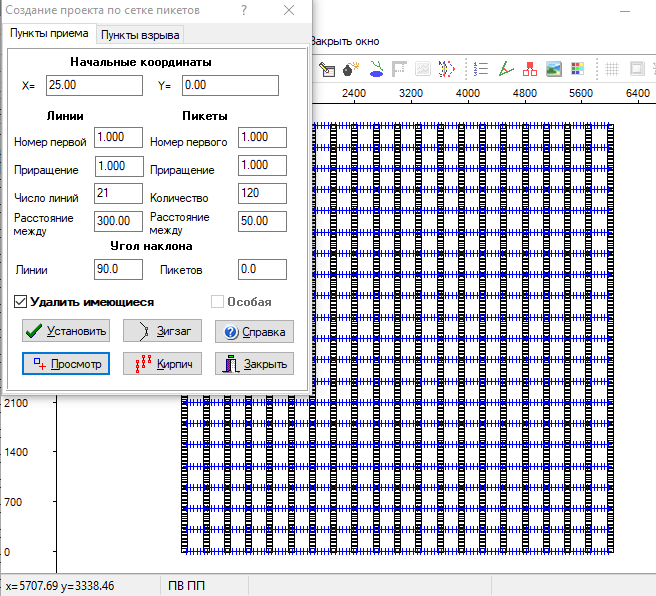 Создание проекта по сетке пикетов ?
Пункты приема Пункты взрыва
Закрыть окно
Начальные координаты
X= 25.00 Y= 0.00
Линии Пикеты
Номер первой 1.000 Номер первого 1.000
Приращение 1.000 Приращение 1.000
Число линий 21 Количество 120
Расстояние между 300.00 Расстояние между 50.00
Угол наклона
Линии 90.0 Пикетов 0.0
Удалить имеющиеся Особая
Установить Зигзаг Справка
Просмотр Кирпич Закрыть
2400 3200 4000 4800 5600 6400
2100
1400
700
0
x=5707.69 y=3338.46 ПВ ПП